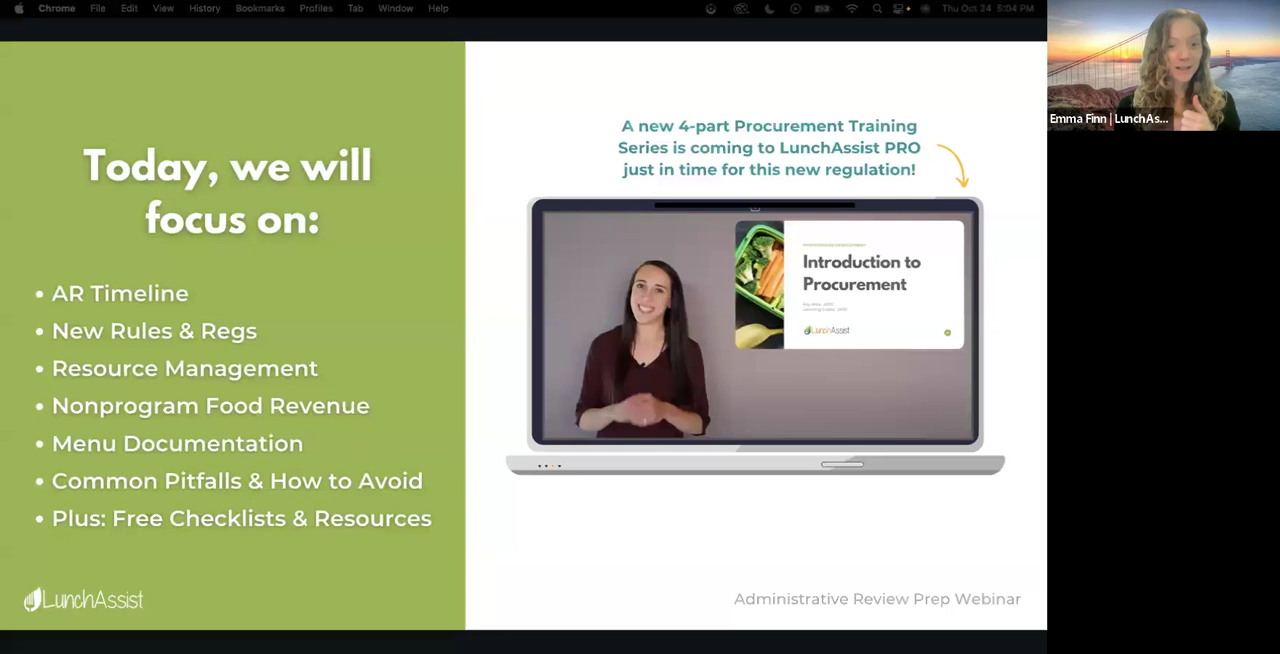 Chrome File Edit View History Bookmarks Profiles Tab Window Help
Thu Oct 24 5:04 PM
Emma Finn | LunchAs...
Today, we will
focus on:
• AR Timeline
• New Rules & Regs
• Resource Management
• Nonprogram Food Revenue
• Menu Documentation
• Common Pitfalls & How to Avoid
• Plus: Free Checklists & Resources
LunchAssist
A new 4-part Procurement Training
Series is coming to LunchAssist PRO
just in time for this new regulation!
Introduction to
Procurement
LunchAssist
Administrative Review Prep Webinar